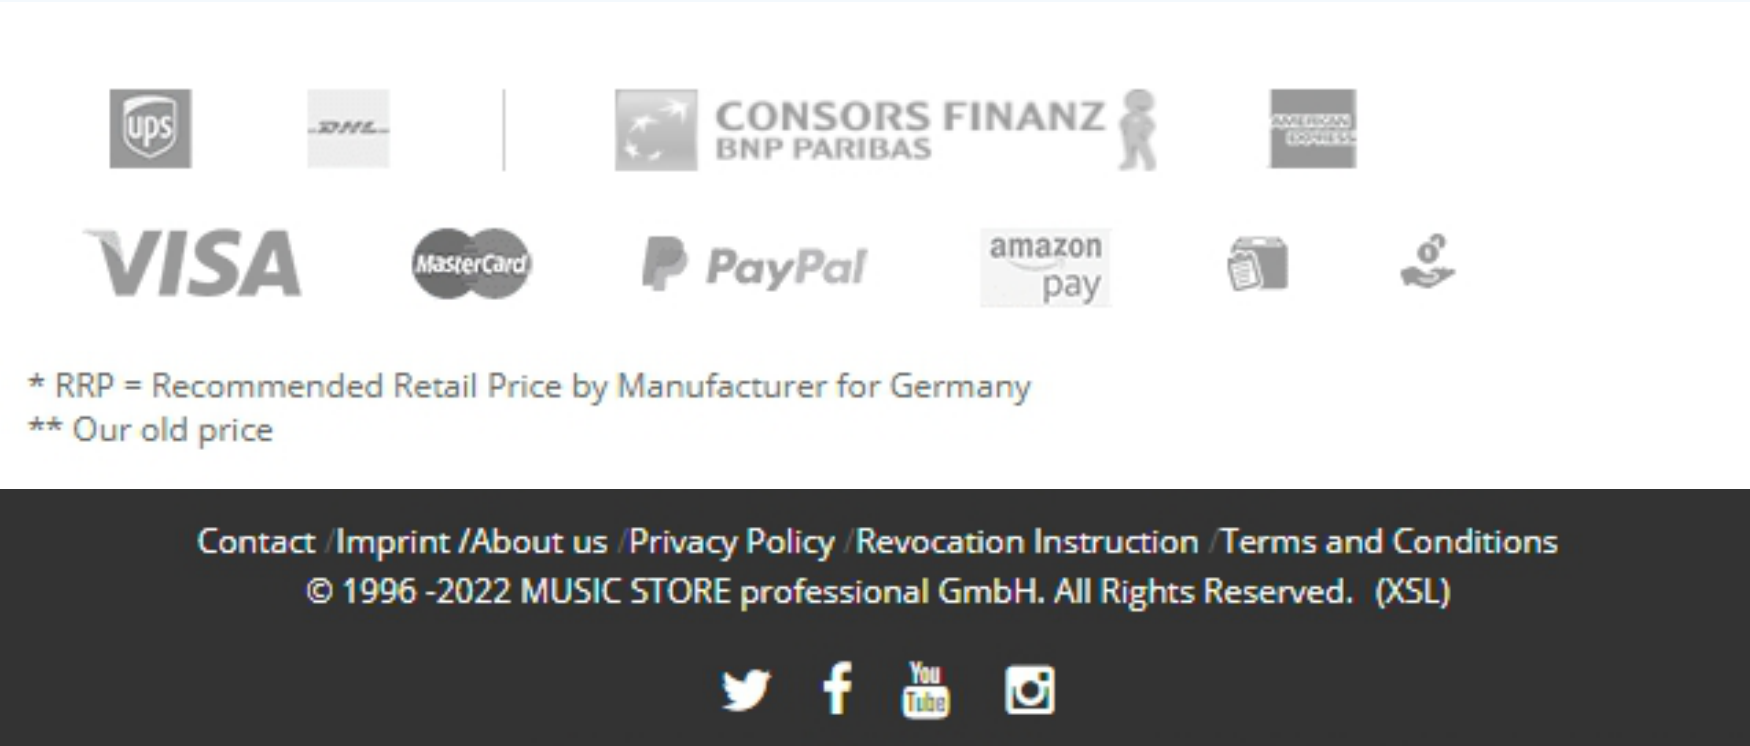 ups
DHL
CONSORS FINANZ
BNP PARIBAS
AMERICAN
EXPRESS
VISA
MasterCard
PayPal
amazon
pay
* RRP = Recommended Retail Price by Manufacturer for Germany
** Our old price
Contact /Imprint /About us /Privacy Policy /Revocation Instruction /Terms and Conditions
© 1996 -2022 MUSIC STORE professional GmbH. All Rights Reserved. (XSL)
You
Tube